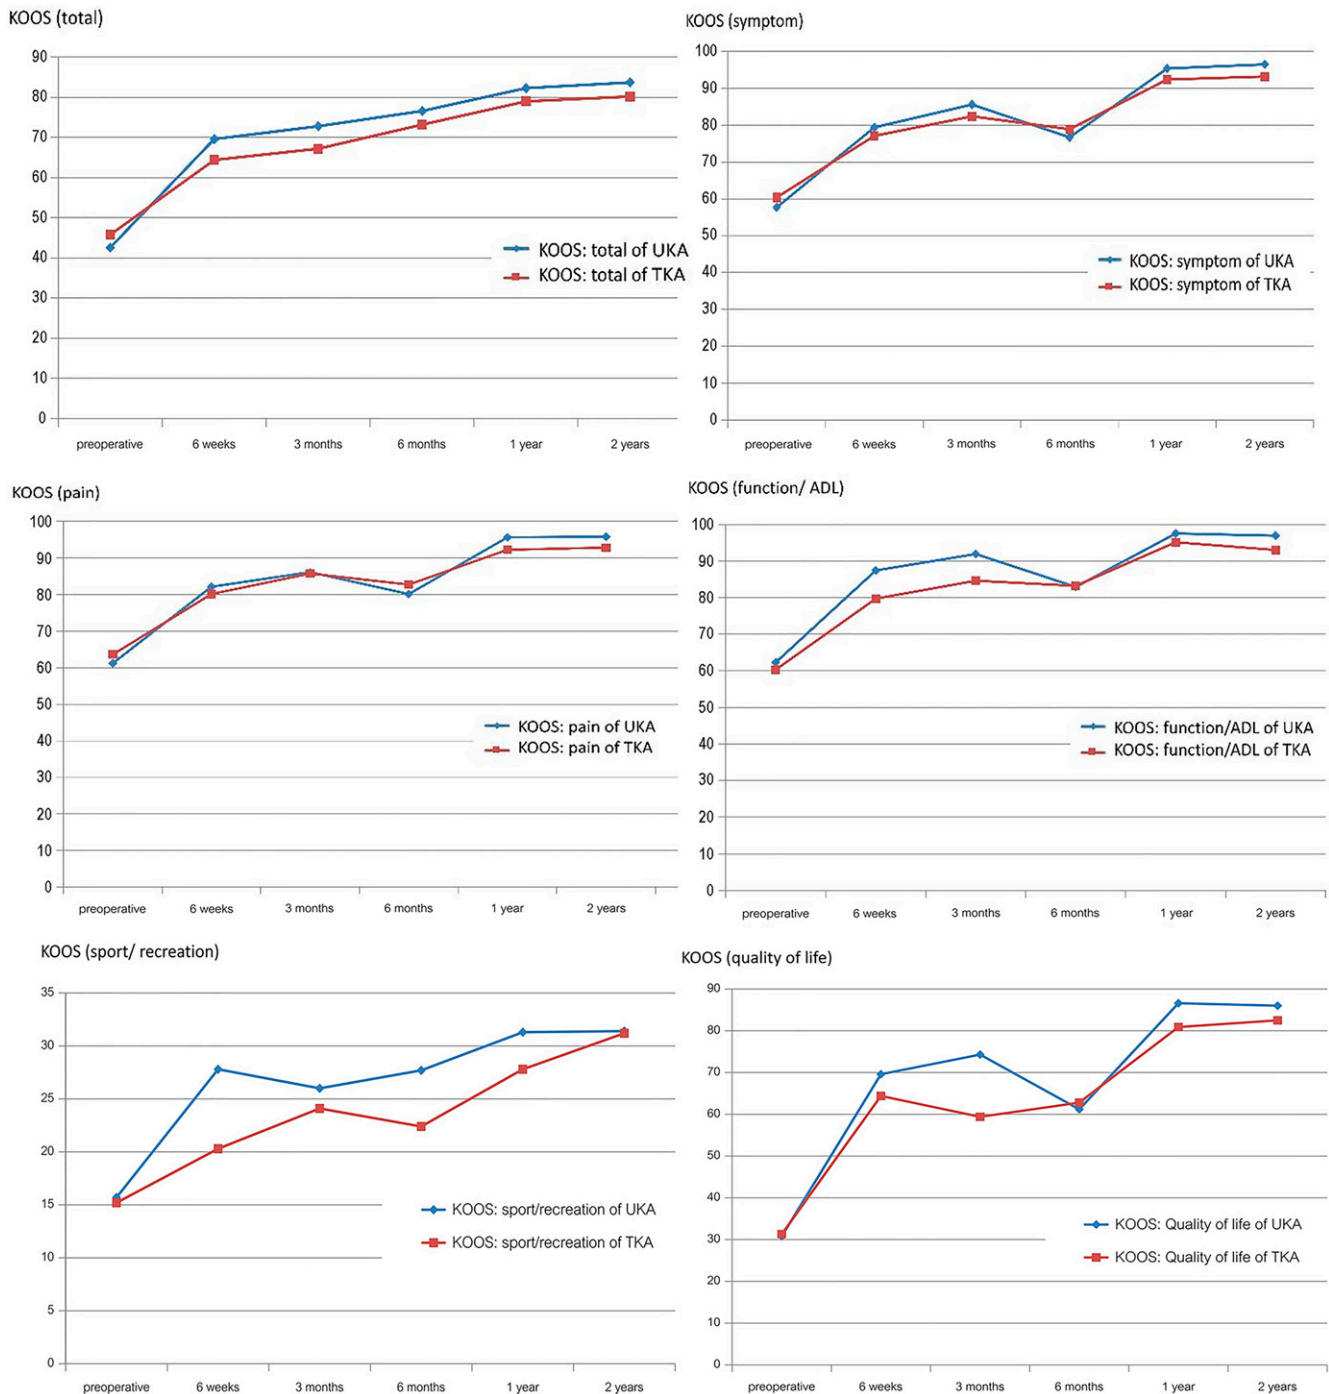 KOOS (total)
90
80
70
60
50
40
30
20
10
0
preoperative 6 weeks 3 months 6 months 1 year 2 years
KOOS: total of UKA
KOOS: total of TKA
KOOS (symptom)
100
90
80
70
60
50
40
30
20
10
0
preoperative 6 weeks 3 months 6 months 1 year 2 years
KOOS: symptom of UKA
KOOS: symptom of TKA
KOOS (pain)
100
90
80
70
60
50
40
30
20
10
0
preoperative 6 weeks 3 months 6 months 1 year 2 years
KOOS: pain of UKA
KOOS: pain of TKA
KOOS (function/ ADL)
100
90
80
70
60
50
40
30
20
10
0
preoperative 6 weeks 3 months 6 months 1 year 2 years
KOOS: function/ADL of UKA
KOOS: function/ADL of TKA
KOOS (sport/ recreation)
35
30
25
20
15
10
5
0
preoperative 6 weeks 3 months 6 months 1 year 2 years
KOOS: sport/recreation of UKA
KOOS: sport/recreation of TKA
KOOS (quality of life)
90
80
70
60
50
40
30
20
10
0
preoperative 6 weeks 3 months 6 months 1 year 2 years
KOOS: Quality of life of UKA
KOOS: Quality of life of TKA